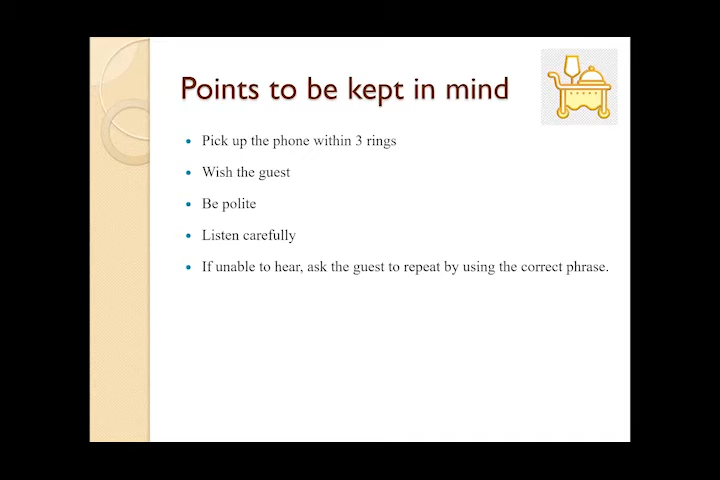 Points to be kept in mind
Pick up the phone within 3 rings
Wish the guest
Be polite
Listen carefully
If unable to hear, ask the guest to repeat by using the correct phrase.